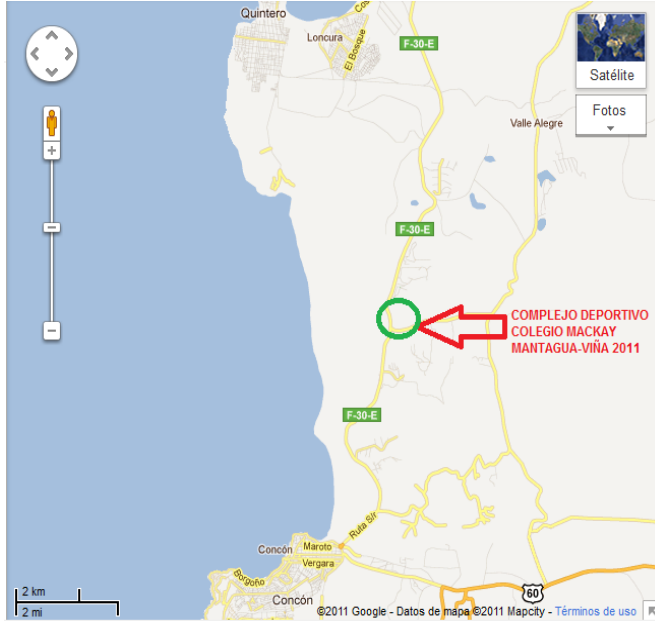 Quintero
Cos
Loncura
El Bosque
F-30-E
Satélite
Fotos
Valle Alegre
F-30-E
COMPLEJO DEPORTIVO
COLEGIO MACKAY
MANTAGUA-VIÑA 2011
F-30-E
Ruta S/r
Concón
Maroto
Vergara
Borgoño
Concón
60
2 km
2 mi
©2011 Google - Datos de mapa ©2011 Mapcity - Términos de uso